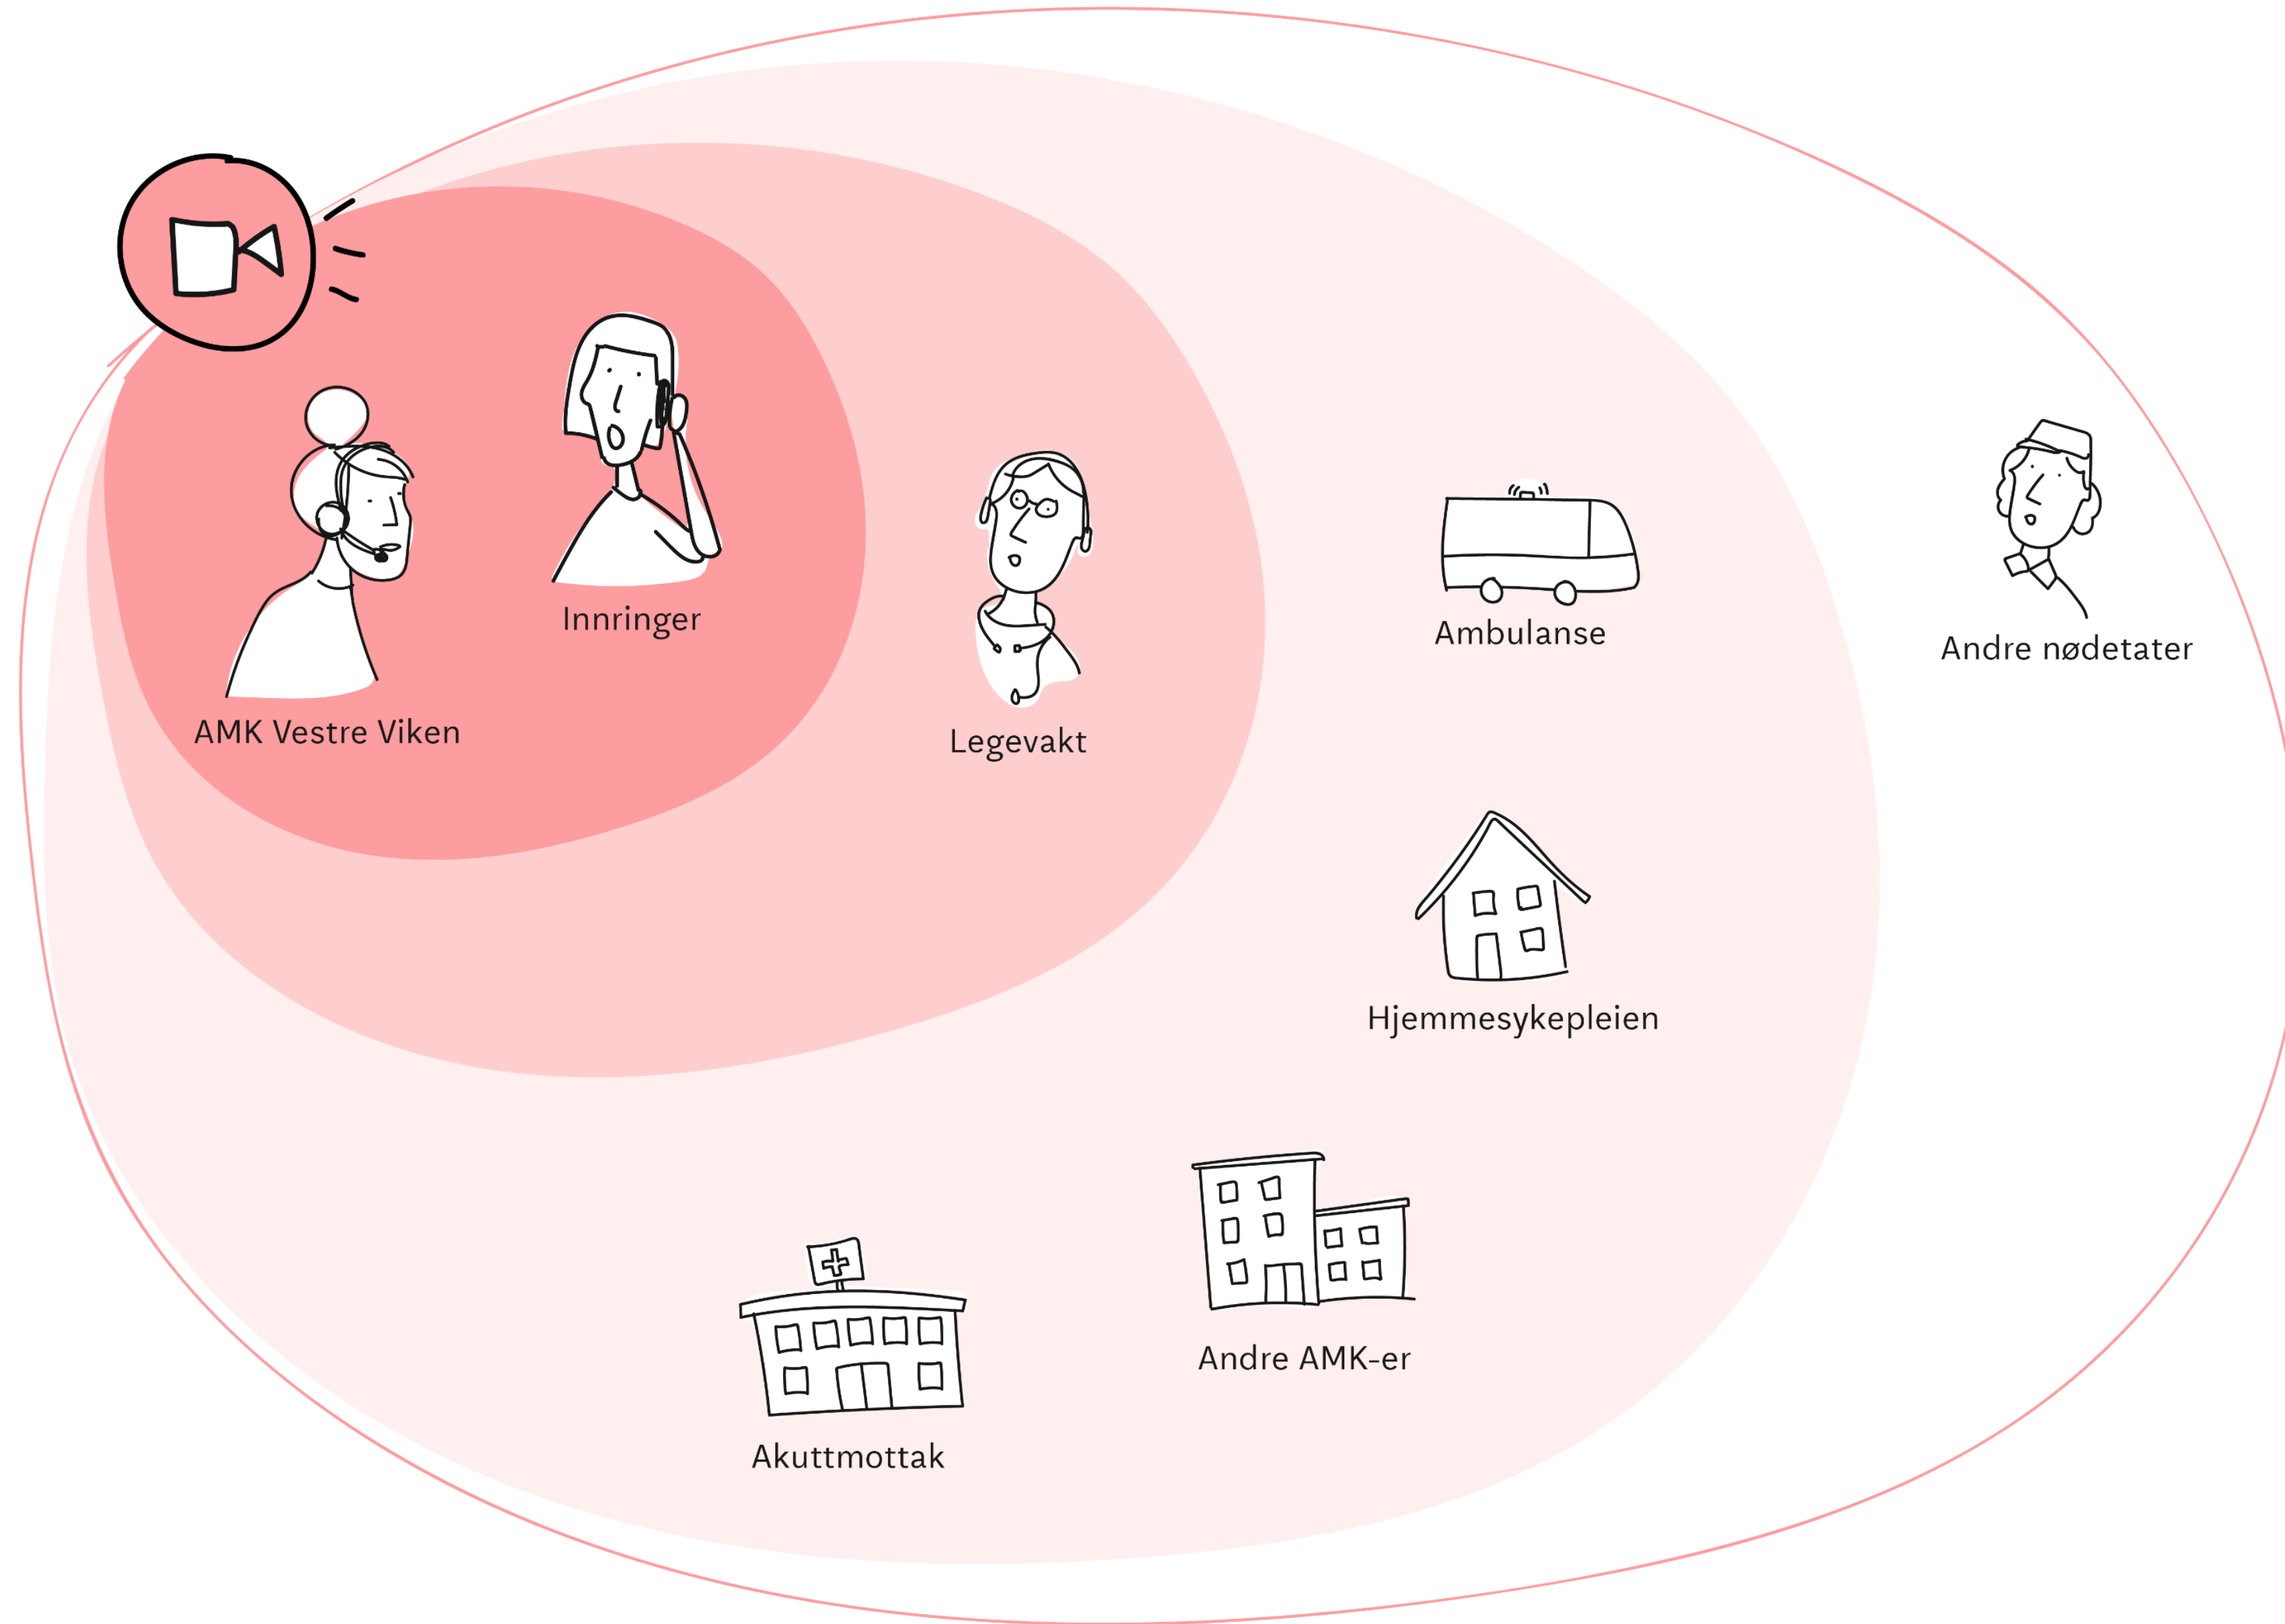 Innringer
AMK Vestre Viken
Legevakt
Ambulanse
Andre nødetater
Hjemmesykepleien
Andre AMK-er
Akuttmottak